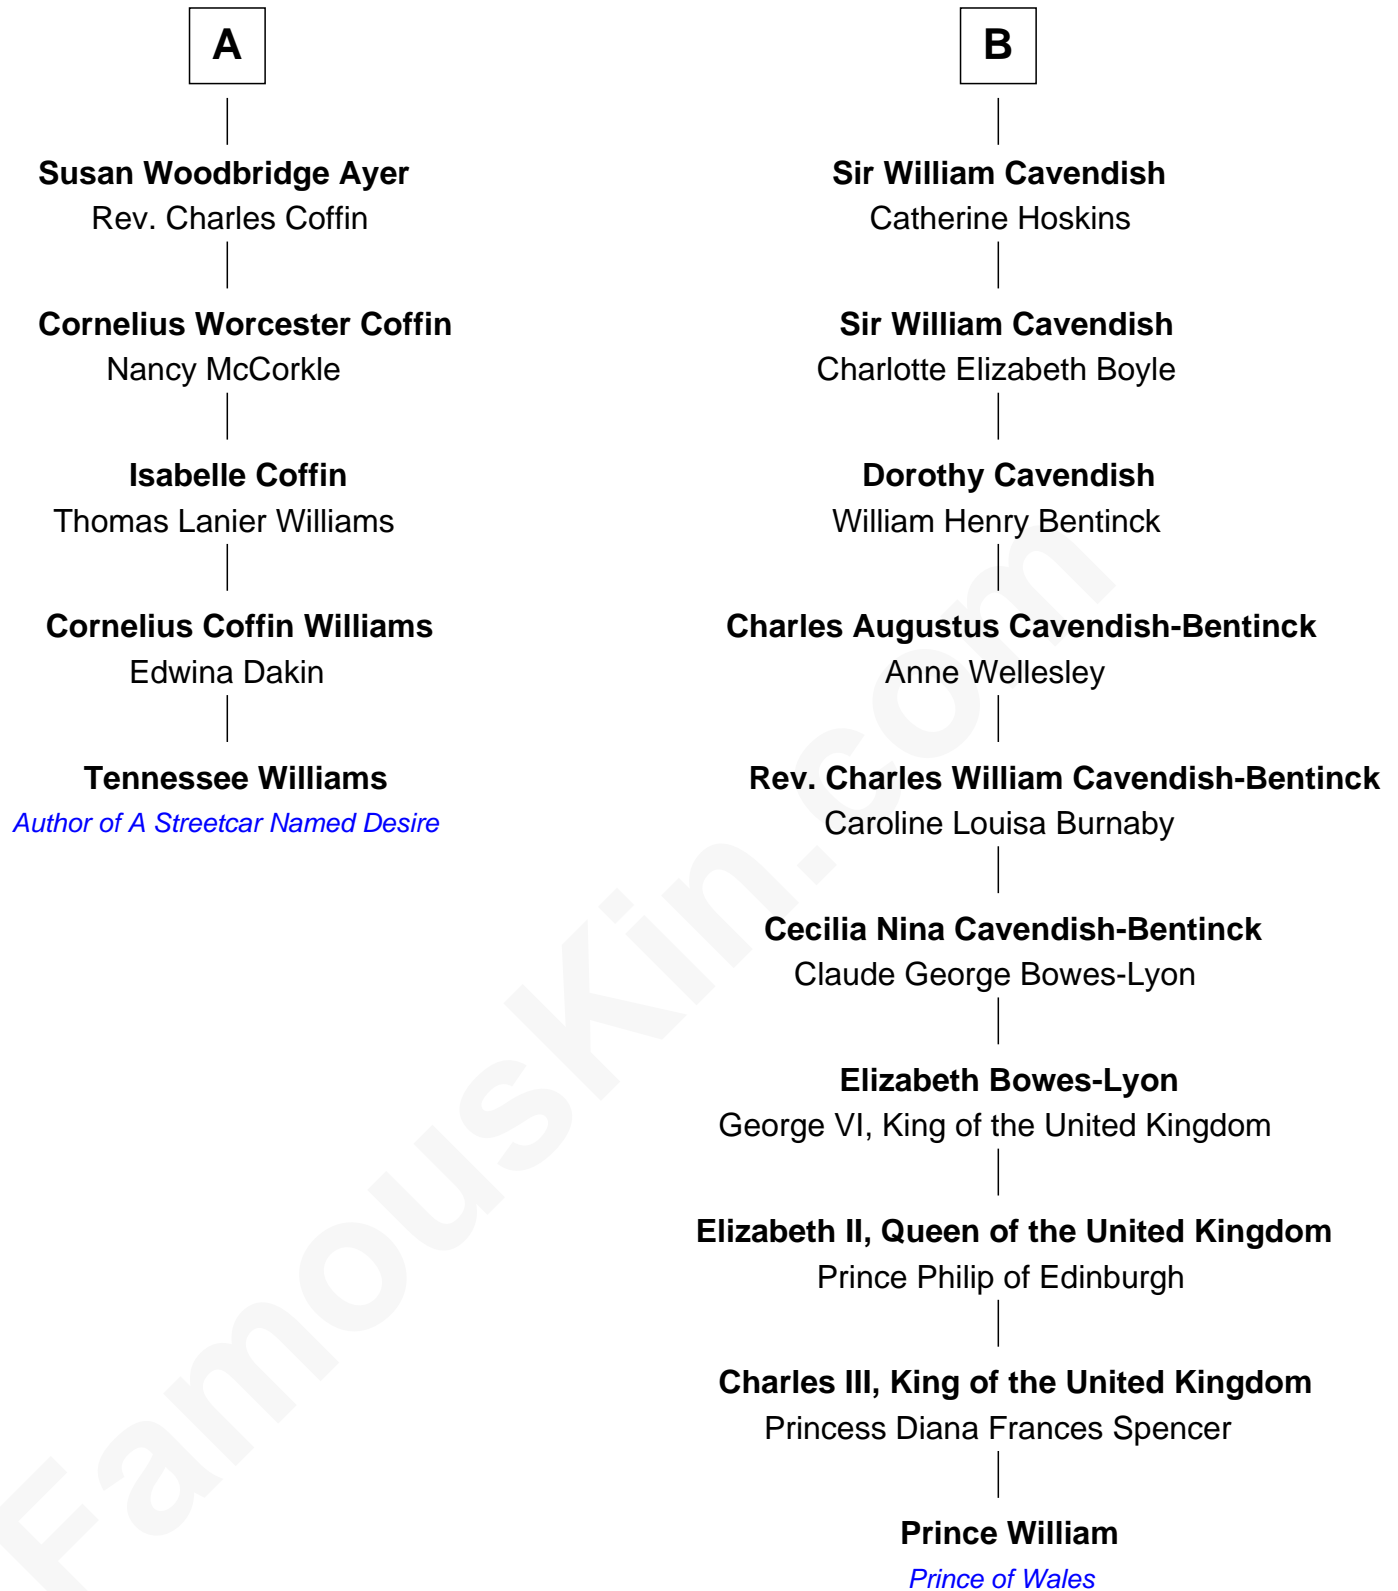 A
Susan Woodbridge Ayer
Rev. Charles Coffin
Cornelius Worcester Coffin
Nancy McCorkle
Isabelle Coffin
Thomas Lanier Williams
Cornelius Coffin Williams
Edwina Dakin
Tennessee Williams
Author of A Streetcar Named Desire
B
Sir William Cavendish
Catherine Hoskins
Sir William Cavendish
Charlotte Elizabeth Boyle
Dorothy Cavendish
William Henry Bentinck
Charles Augustus Cavendish-Bentinck
Anne Wellesley
Rev. Charles William Cavendish-Bentinck
Caroline Louisa Burnaby
Cecilia Nina Cavendish-Bentinck
Claude George Bowes-Lyon
Elizabeth Bowes-Lyon
George VI, King of the United Kingdom
Elizabeth II, Queen of the United Kingdom
Prince Philip of Edinburgh
Charles III, King of the United Kingdom
Princess Diana Frances Spencer
Prince William
Prince of Wales
FamousKin.com